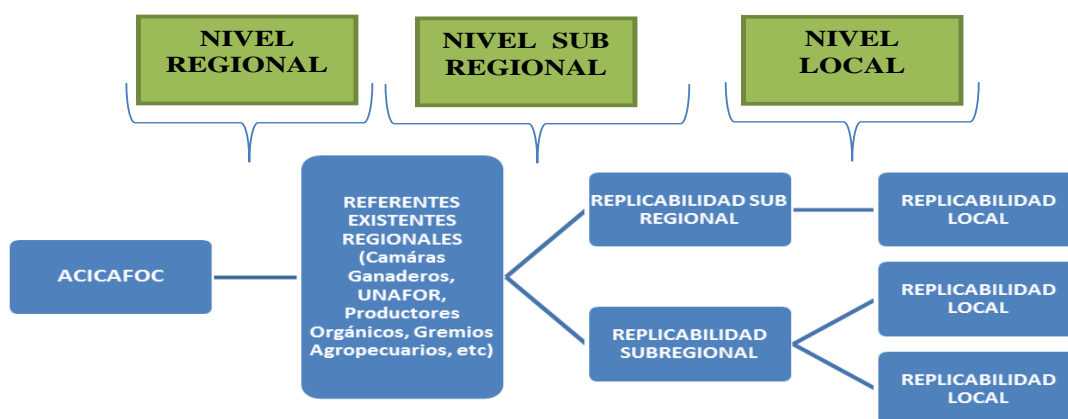 NIVEL
REGIONAL
NIVEL SUB
REGIONAL
NIVEL
LOCAL
ACICAFOC
REFERENTES
EXISTENTES
REGIONALES
(Camáras
Ganaderos,
UNAFOR,
Productores
Orgánicos, Gremios
Agropecuarios, etc)
REPLICABILIDAD SUB
REGIONAL
REPLICABILIDAD
SUBREGIONAL
REPLICABILIDAD
LOCAL
REPLICABILIDAD
LOCAL
REPLICABILIDAD
LOCAL